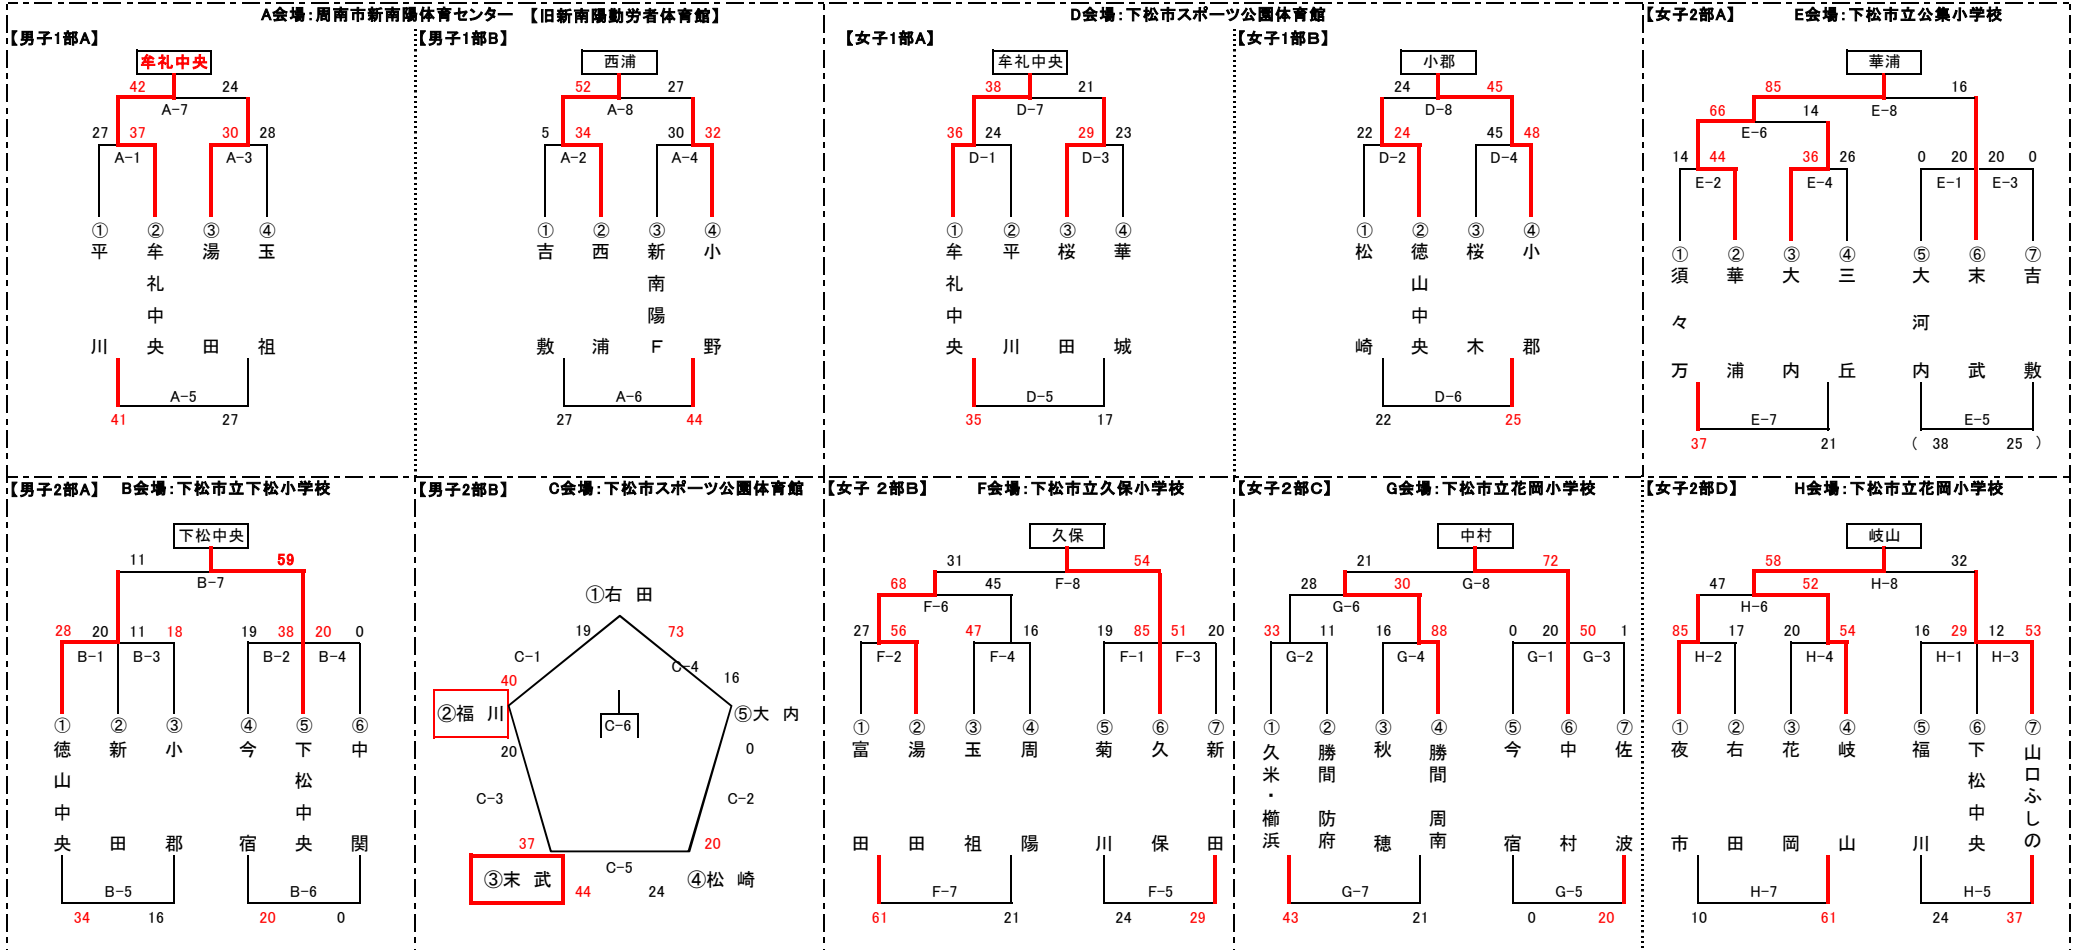 A会場：周南市新南陽体育センター　【旧新南陽勤労者体育館】
【男子1部A】
牟礼中央
42 24
A-7
27 37 30 28
A-1 A-3
① ② ③ ④
平川
牟礼中央
湯田
玉祖
A-5
41 27
【男子1部B】
西浦
52 27
A-8
5 34 30 32
A-2 A-4
① ② ③ ④
吉敷
西浦
新南陽F
小野
A-6
27 44
D会場：下松市スポーツ公園体育館
【女子1部A】
牟礼中央
38 21
D-7
36 24 29 23
D-1 D-3
① ② ③ ④
牟礼中央
平川
桜田
華城
D-5
35 17
【女子1部B】
小郡
24 45
D-8
22 24 45 48
D-2 D-4
① ② ③ ④
松崎
徳山中央
桜木
小郡
D-6
22 25
【女子2部A】 E会場：下松市立公集小学校
華浦
85 16
E-8
66 14
E-6
14 44 36 26 0 20 20 0
E-2 E-4 E-1 E-3
① ② ③ ④ ⑤ ⑥ ⑦
須々万
華浦
大内
三丘
大河内
末武
吉敷
E-7 E-5
37 21 ( 38 25 )
【男子2部A】 B会場：下松市立下松小学校
下松中央
11 59
B-7
28 20 11 18 19 38 20 0
B-1 B-3 B-2 B-4
① ② ③ ④ ⑤ ⑥
徳山中央
新田
小郡
今宿
下松中央
中関
B-5 B-6
34 16 20 0
【男子2部B】 C会場：下松市スポーツ公園体育館
①右 田
19 73
C-1 C-4
40 16
②福 川 C-6 ⑤大 内
20 0
C-3 C-2
37 20
③末 武 C-5 ④松 崎
44 24
【女子 2部B】 F会場：下松市立久保小学校
久保
31 54
F-8
68 45
F-6
27 56 47 16 19 85 51 20
F-2 F-4 F-1 F-3
① ② ③ ④ ⑤ ⑥ ⑦
富田
湯田
玉祖
周陽
菊川
久保
新田
F-7 F-5
61 21 24 29
【女子2部C】 G会場：下松市立花岡小学校
中村
21 72
G-8
28 30
G-6
33 11 16 88 0 20 50 1
G-2 G-4 G-1 G-3
① ② ③ ④ ⑤ ⑥ ⑦
久米・櫛浜
勝間 防府
秋穂
勝間 周南
今宿
中村
佐波
G-7 G-5
43 21 0 20
【女子2部D】 H会場：下松市立花岡小学校
岐山
58 32
H-8
47 52
H-6
85 17 20 54 16 29 12 53
H-2 H-4 H-1 H-3
① ② ③ ④ ⑤ ⑥ ⑦
夜市
右田
花岡
岐山
福川
下松中央
山口ふしの
H-7 H-5
10 61 24 37